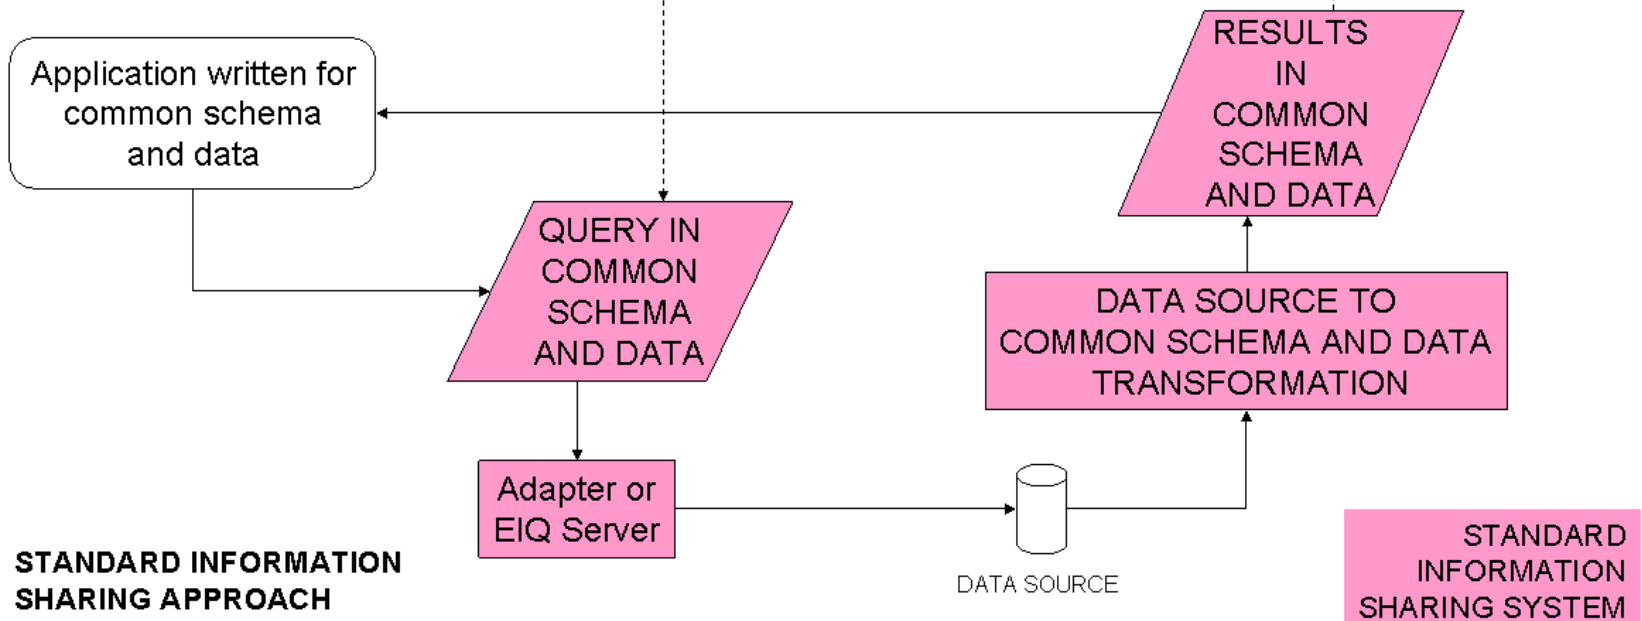 Application written for
common schema
and data
RESULTS
IN
COMMON
SCHEMA
AND DATA
QUERY IN
COMMON
SCHEMA
AND DATA
DATA SOURCE TO
COMMON SCHEMA AND DATA
TRANSFORMATION
Adapter or
EIQ Server
DATA SOURCE
STANDARD INFORMATION
SHARING APPROACH
STANDARD
INFORMATION
SHARING SYSTEM